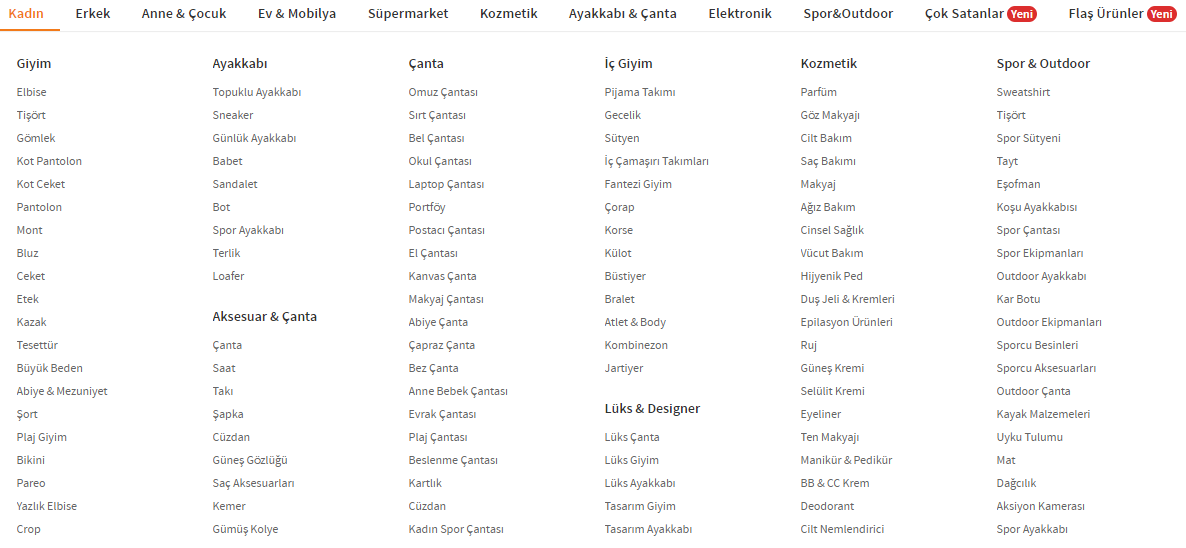 Kadın Erkek Anne & Çocuk Ev & Mobilya Süpermarket Kozmetik Ayakkabı & Çanta Elektronik Spor&Outdoor Çok Satanlar Yeni Flaş Ürünler Yeni
Giyim
Elbise
Tişört
Gömlek
Kot Pantolon
Kot Ceket
Pantolon
Mont
Bluz
Ceket
Etek
Kazak
Tesettür
Büyük Beden
Abiye & Mezuniyet
Şort
Plaj Giyim
Bikini
Pareo
Yazlık Elbise
Crop
Ayakkabı
Topuklu Ayakkabı
Sneaker
Günlük Ayakkabı
Babet
Sandalet
Bot
Spor Ayakkabı
Terlik
Loafer
Aksesuar & Çanta
Çanta
Saat
Takı
Şapka
Cüzdan
Güneş Gözlüğü
Saç Aksesuarları
Kemer
Gümüş Kolye
Çanta
Omuz Çantası
Sırt Çantası
Bel Çantası
Okul Çantası
Laptop Çantası
Portföy
Postacı Çantası
El Çantası
Kanvas Çanta
Makyaj Çantası
Abiye Çanta
Çapraz Çanta
Bez Çanta
Anne Bebek Çantası
Evrak Çantası
Plaj Çantası
Beslenme Çantası
Kartlık
Cüzdan
Kadın Spor Çantası
İç Giyim
Pijama Takımı
Gecelik
Sütyen
İç Çamaşırı Takımları
Fantezi Giyim
Çorap
Korse
Külot
Büstiyer
Bralet
Atlet & Body
Kombinezon
Jartiyer
Lüks & Designer
Lüks Çanta
Lüks Giyim
Lüks Ayakkabı
Tasarım Giyim
Tasarım Ayakkabı
Kozmetik
Parfüm
Göz Makyajı
Cilt Bakım
Saç Bakımı
Makyaj
Ağız Bakım
Cinsel Sağlık
Vücut Bakım
Hijyenik Ped
Duş Jeli & Kremleri
Epilasyon Ürünleri
Ruj
Güneş Kremi
Selülit Kremi
Eyeliner
Ten Makyajı
Manikür & Pedikür
BB & CC Krem
Deodorant
Cilt Nemlendirici
Spor & Outdoor
Sweatshirt
Tişört
Spor Sütyeni
Tayt
Eşofman
Koşu Ayakkabısı
Spor Çantası
Spor Ekipmanları
Outdoor Ayakkabı
Kar Botu
Outdoor Ekipmanları
Sporcu Besinleri
Sporcu Aksesuarları
Outdoor Çanta
Kayak Malzemeleri
Uyku Tulumu
Mat
Dağcılık
Aksiyon Kamerası
Spor Ayakkabı